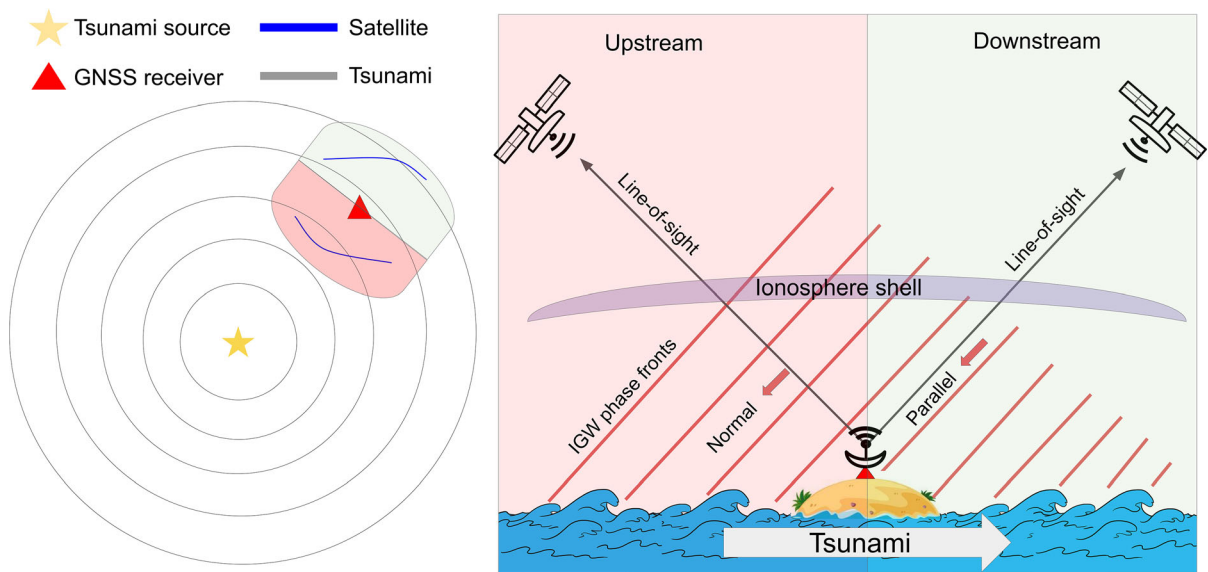 Tsunami source
Satellite
GNSS receiver
Tsunami
Upstream
Downstream
Line-of-sight
Line-of-sight
Ionosphere shell
IGW phase fronts
Normal
Parallel
Tsunami